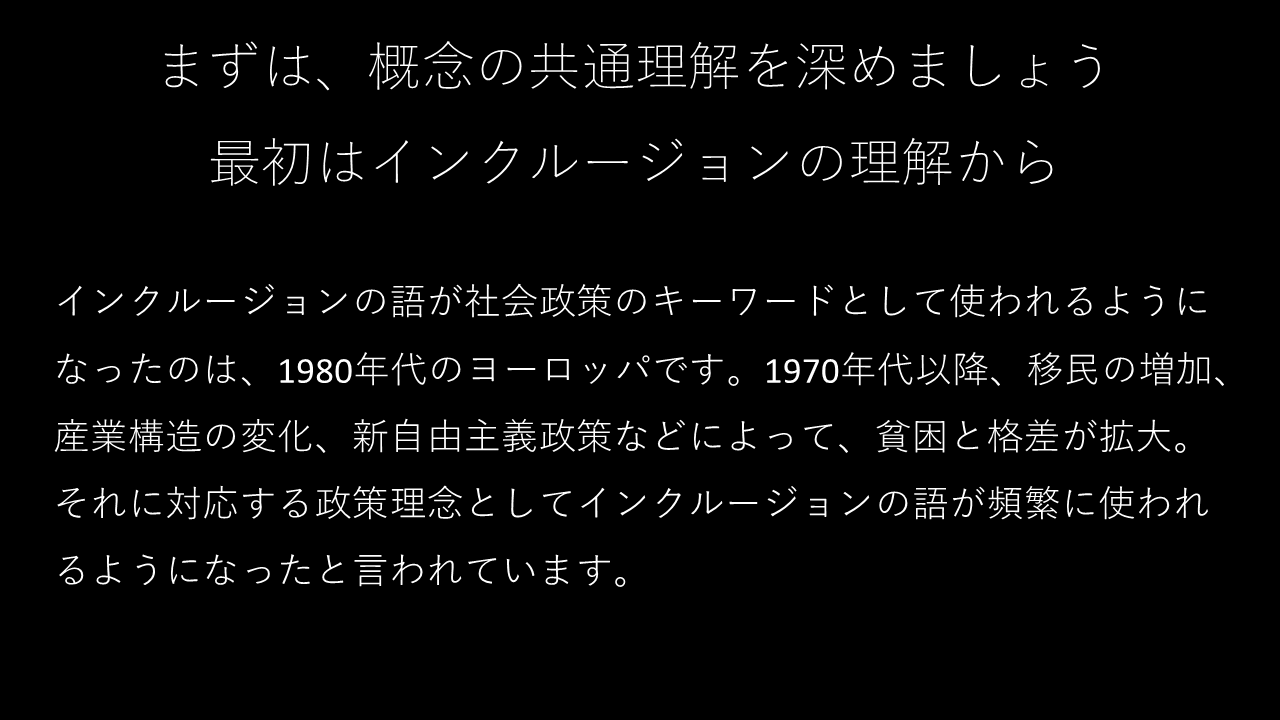 まずは、概念の共通理解を深めましょう
最初はインクルージョンの理解から
インクルージョンの語が社会政策のキーワードとして使われるように
なったのは、1980年代のヨーロッパです。1970年代以降、移民の増加、
産業構造の変化、新自由主義政策などによって、貧困と格差が拡大。
それに対応する政策理念としてインクルージョンの語が頻繁に使われ
るようになったと言われています。